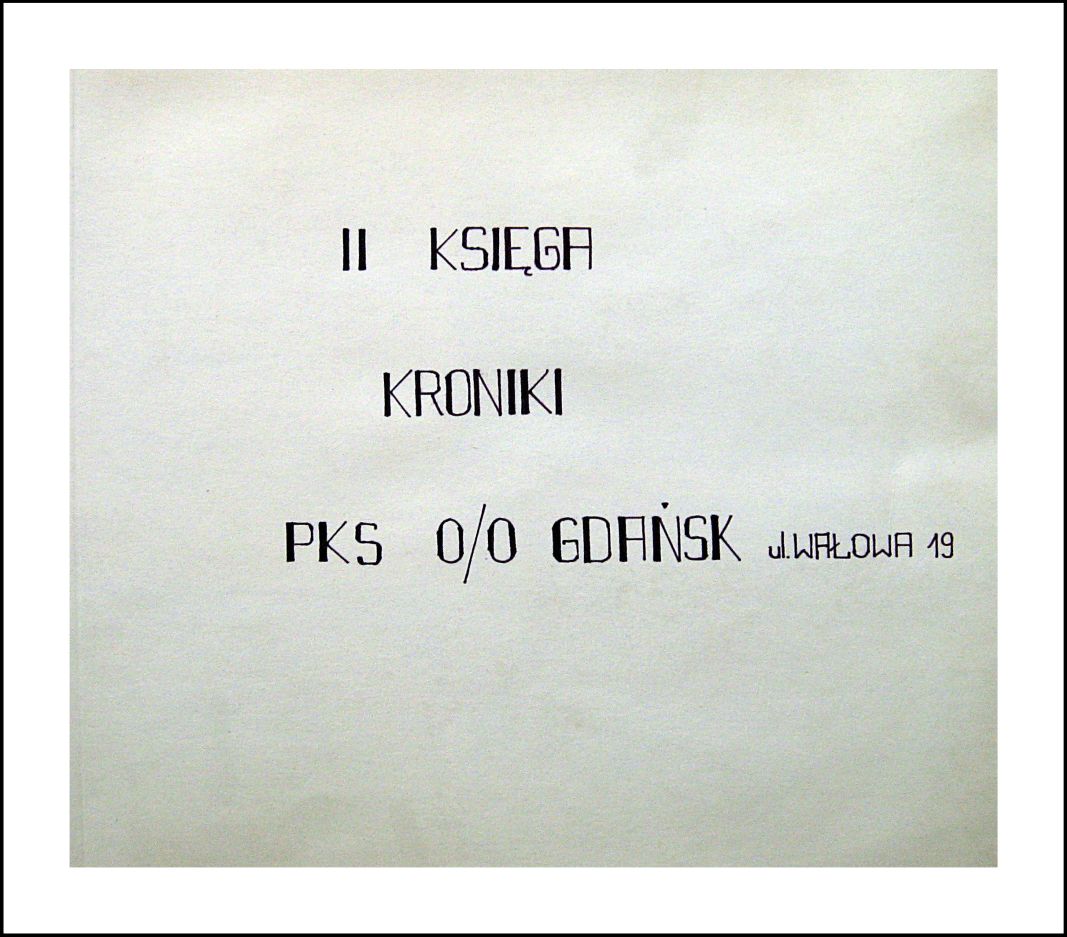 II KSIĘGA
KRONIKI
PKS O/O GDAŃSK ul. WAŁOWA 19